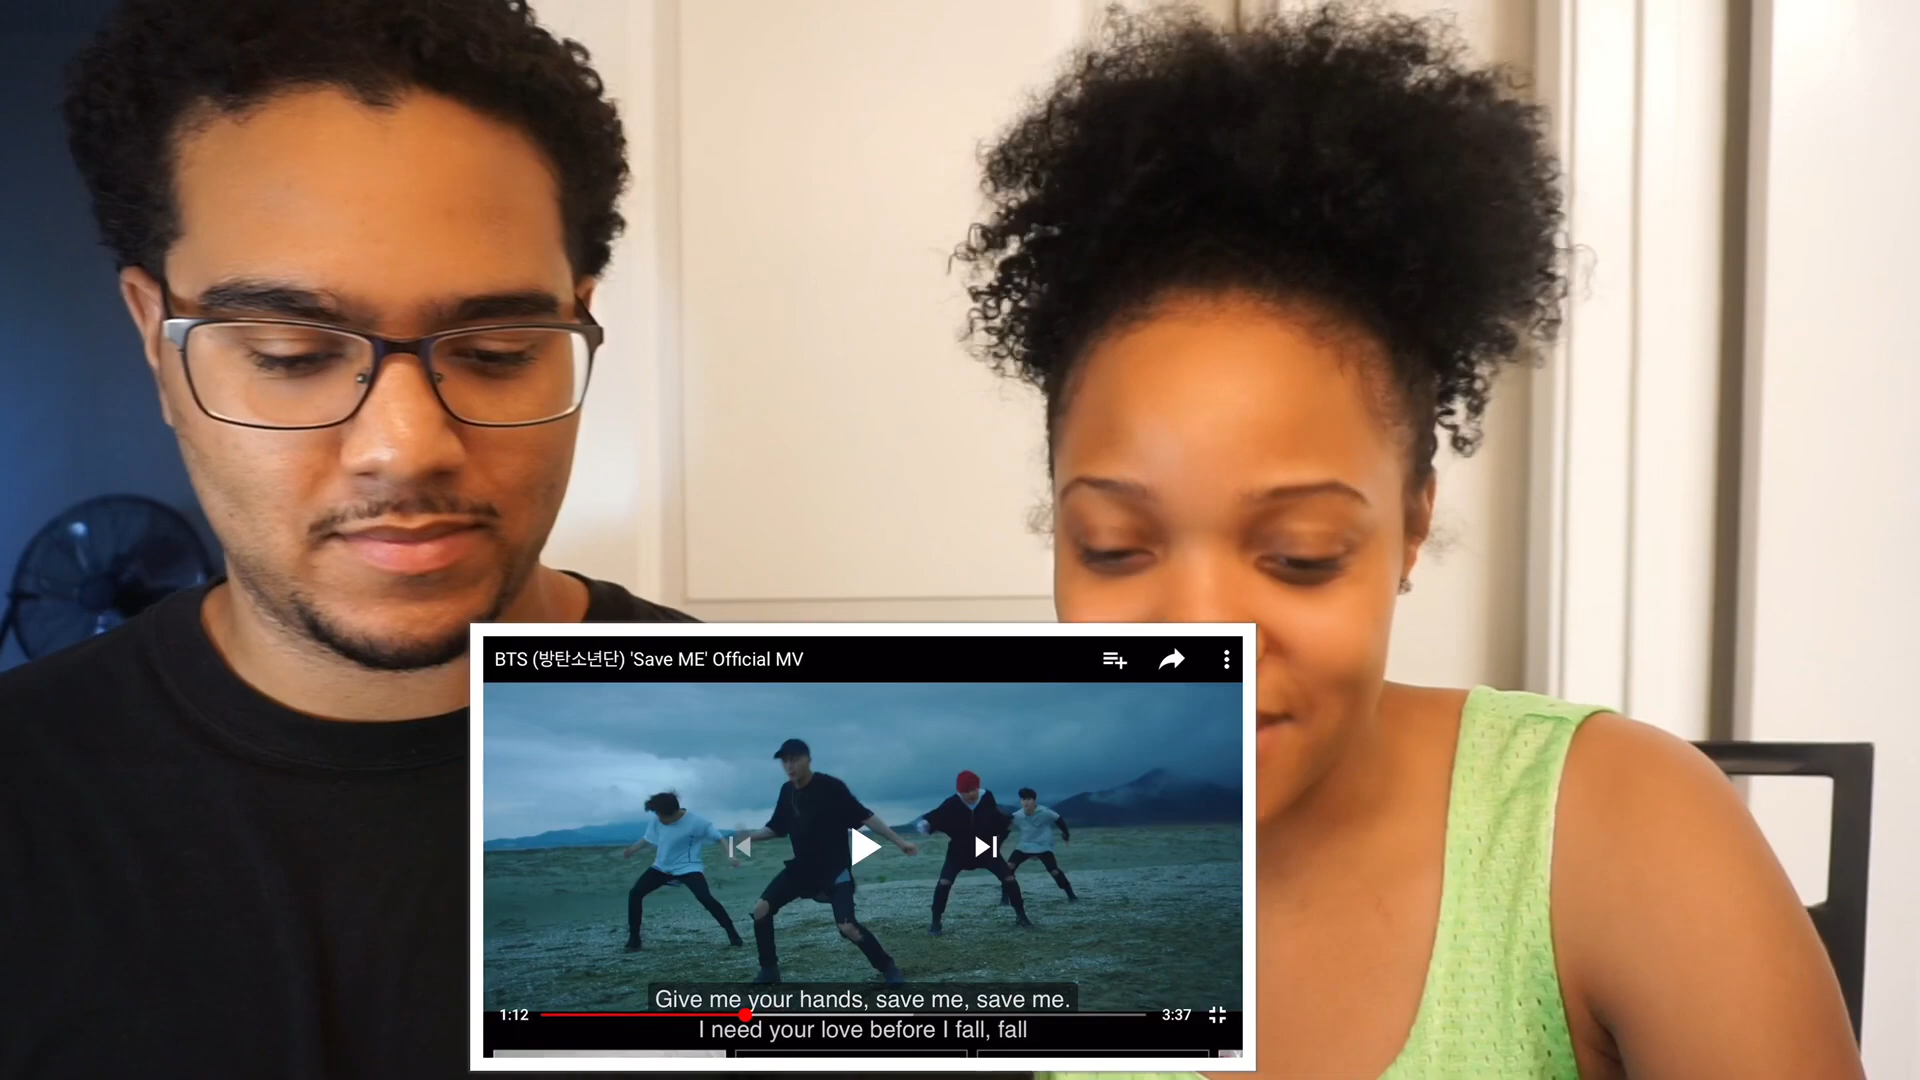 BTS (방탄소년단) 'Save ME' Official MV
Give me your hands, save me, save me.
1:12
3:37
I need your love before I fall, fall